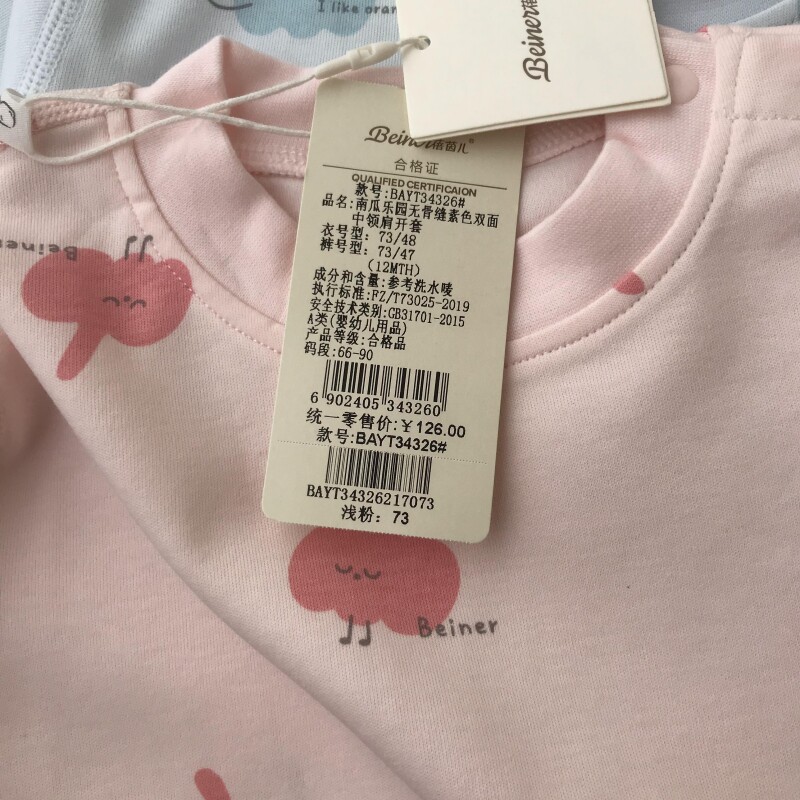 I like oran
Beiner
Beiner蓓茵儿®
合格证
QUALIFIED CERTIFICAION
款号:BAYT34326#
品名:南瓜乐园无骨缝素色双面
中领肩开套
衣号型: 73/48
裤号型: 73/47
(12MTH)
成分和含量:参考洗水唛
执行标准:FZ/T73025-2019
安全技术类别:GB31701-2015
A类(婴幼儿用品)
产品等级:合格品
码段:66-90
6 902405 343260
统一零售价:¥126.00
款号:BAYT34326#
BAYT34326217073
浅粉: 73
Beiner
Beiner